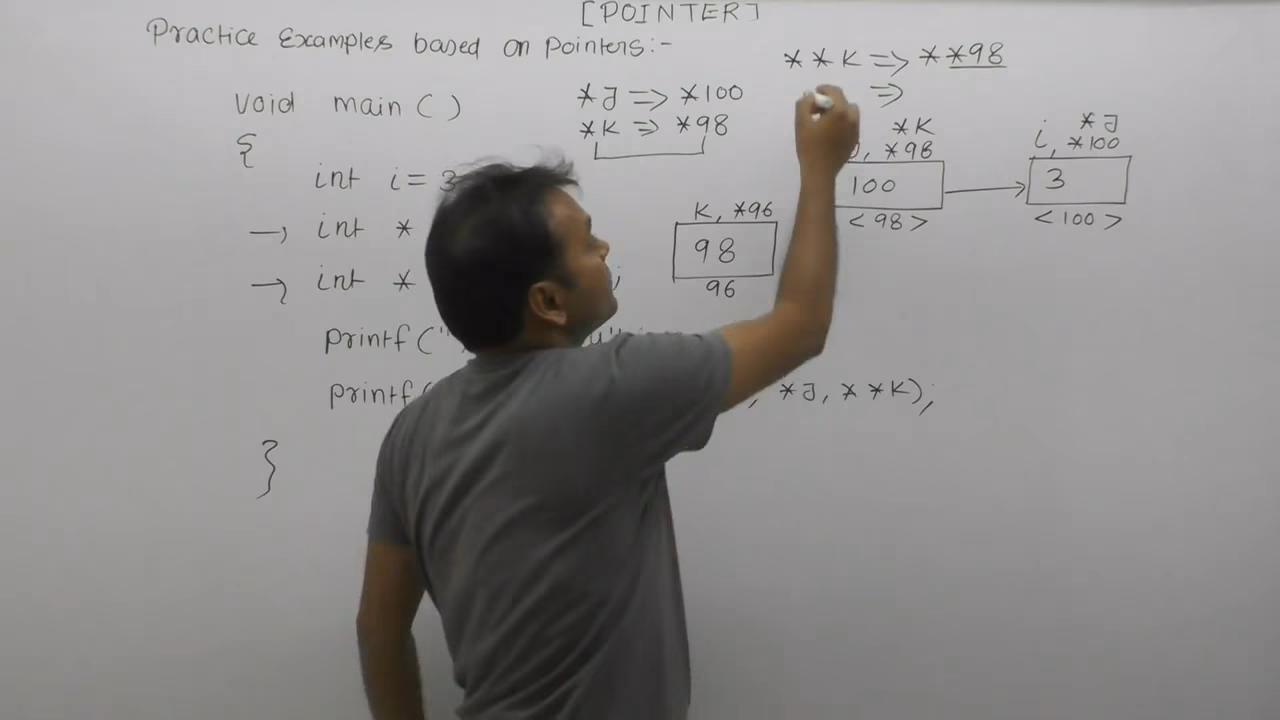 [POINTER]
Practice Examples based on Pointers:-
void main()
{
int i=3
→ int *
→ int * ;
printf("
printf( , *J, **K);
}
*J => *100
*K => *98
**K => **98
=>
K, *96
98
96
*K
, *98
100
<98>
*J
i, *100
3
<100>